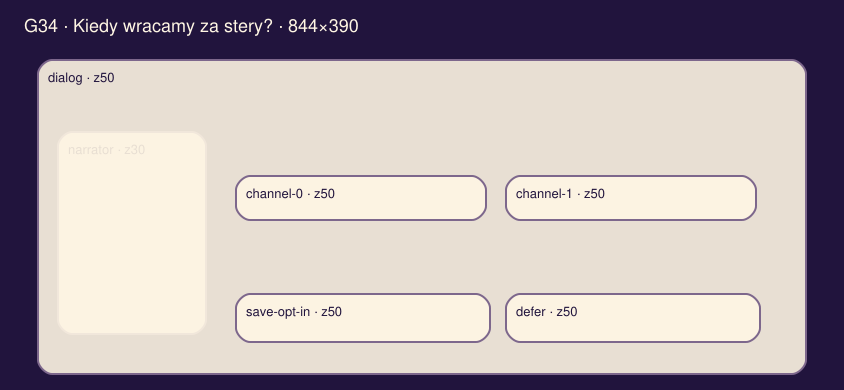 G34 · Kiedy wracamy za stery? · 844×390
dialog · z50
narrator · z30
channel-0 · z50
channel-1 · z50
save-opt-in · z50
defer · z50